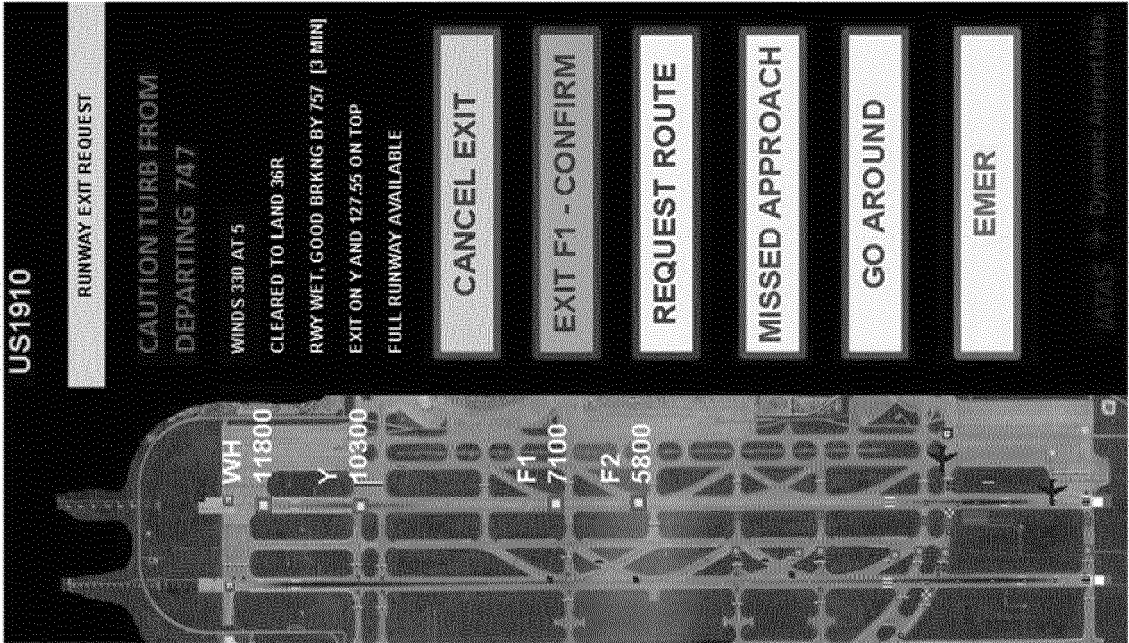 US1910
RUNWAY EXIT REQUEST
CAUTION TURB FROM
DEPARTING 747
WINDS 330 AT 5
CLEARED TO LAND 36R
RWY WET, GOOD BRKNG BY 757 [3 MIN]
EXIT ON Y AND 127.55 ON TOP
FULL RUNWAY AVAILABLE
CANCEL EXIT
EXIT F1 - CONFIRM
REQUEST ROUTE
MISSED APPROACH
GO AROUND
EMER
WH
11800
Y
10300
F1
7100
F2
5800